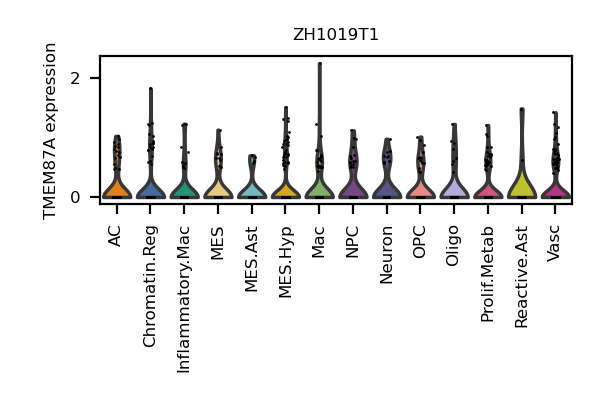 ZH1019T1
TMEM87A expression
2
0
AC
Chromatin.Reg
Inflammatory.Mac
MES
MES.Ast
MES.Hyp
Mac
NPC
Neuron
OPC
Oligo
Prolif.Metab
Reactive.Ast
Vasc